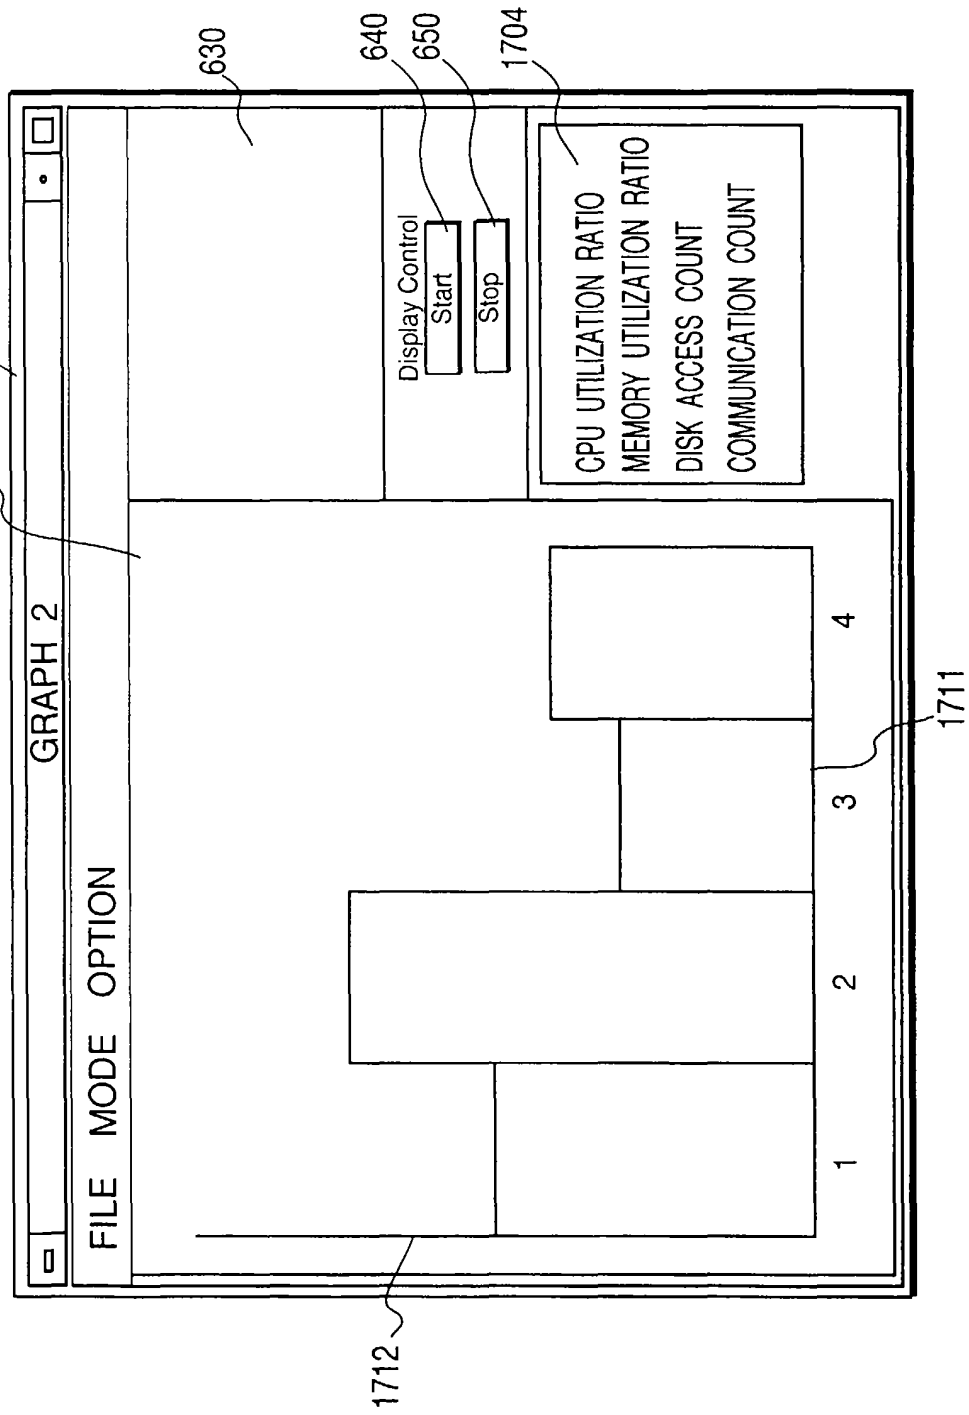 GRAPH 2
FILE MODE OPTION
630
Display Control
Start
640
Stop
650
1704
CPU UTILIZATION RATIO
MEMORY UTILIZATION RATIO
DISK ACCESS COUNT
COMMUNICATION COUNT
1712
1 2 3 4
1711